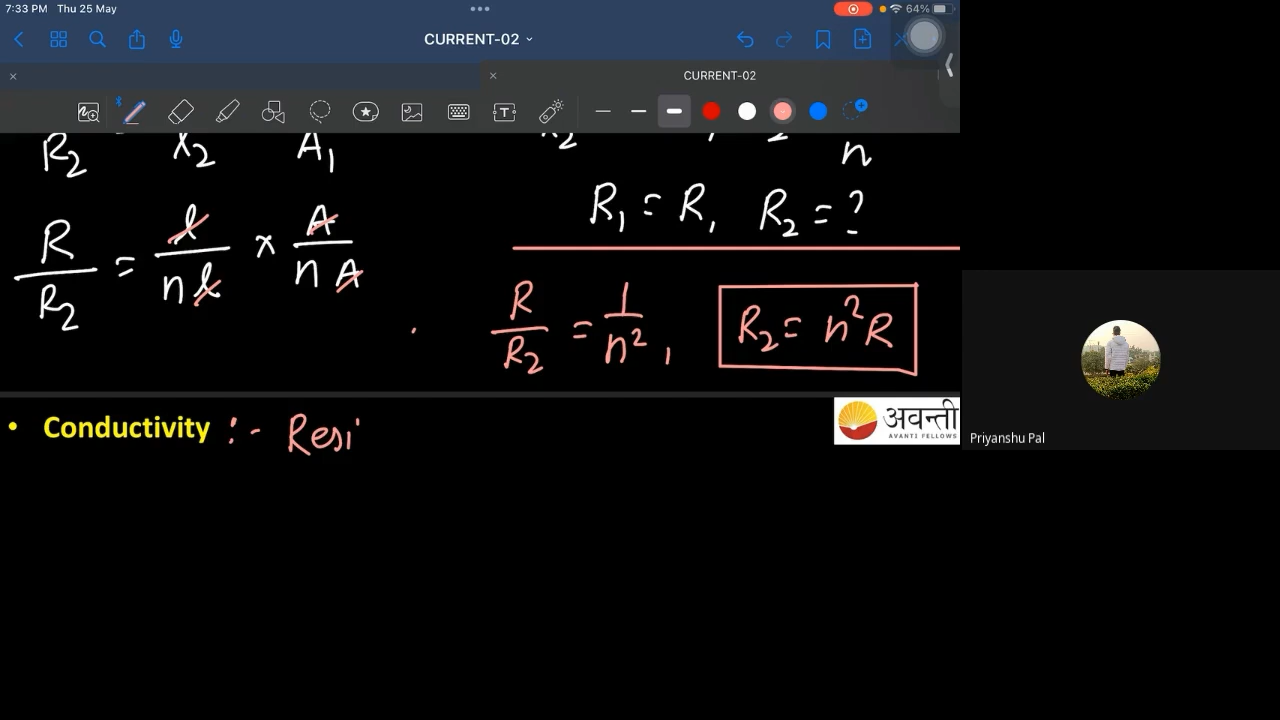 7:33 PM Thu 25 May
64%
CURRENT-02
CURRENT-02
R₂ x₂ A₁
n
R₁ = R, R₂ = ?
R/R₂ = l/nl × A/nA
R/R₂ = 1/n², R₂ = n²R
• Conductivity :- Resi
अवन्ती
AVANTI FELLOWS
Priyanshu Pal